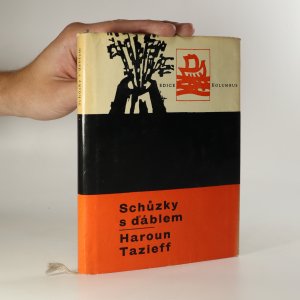 EDICE KOLUMBUS
Schůzky
s ďáblem
Haroun
Tazieff